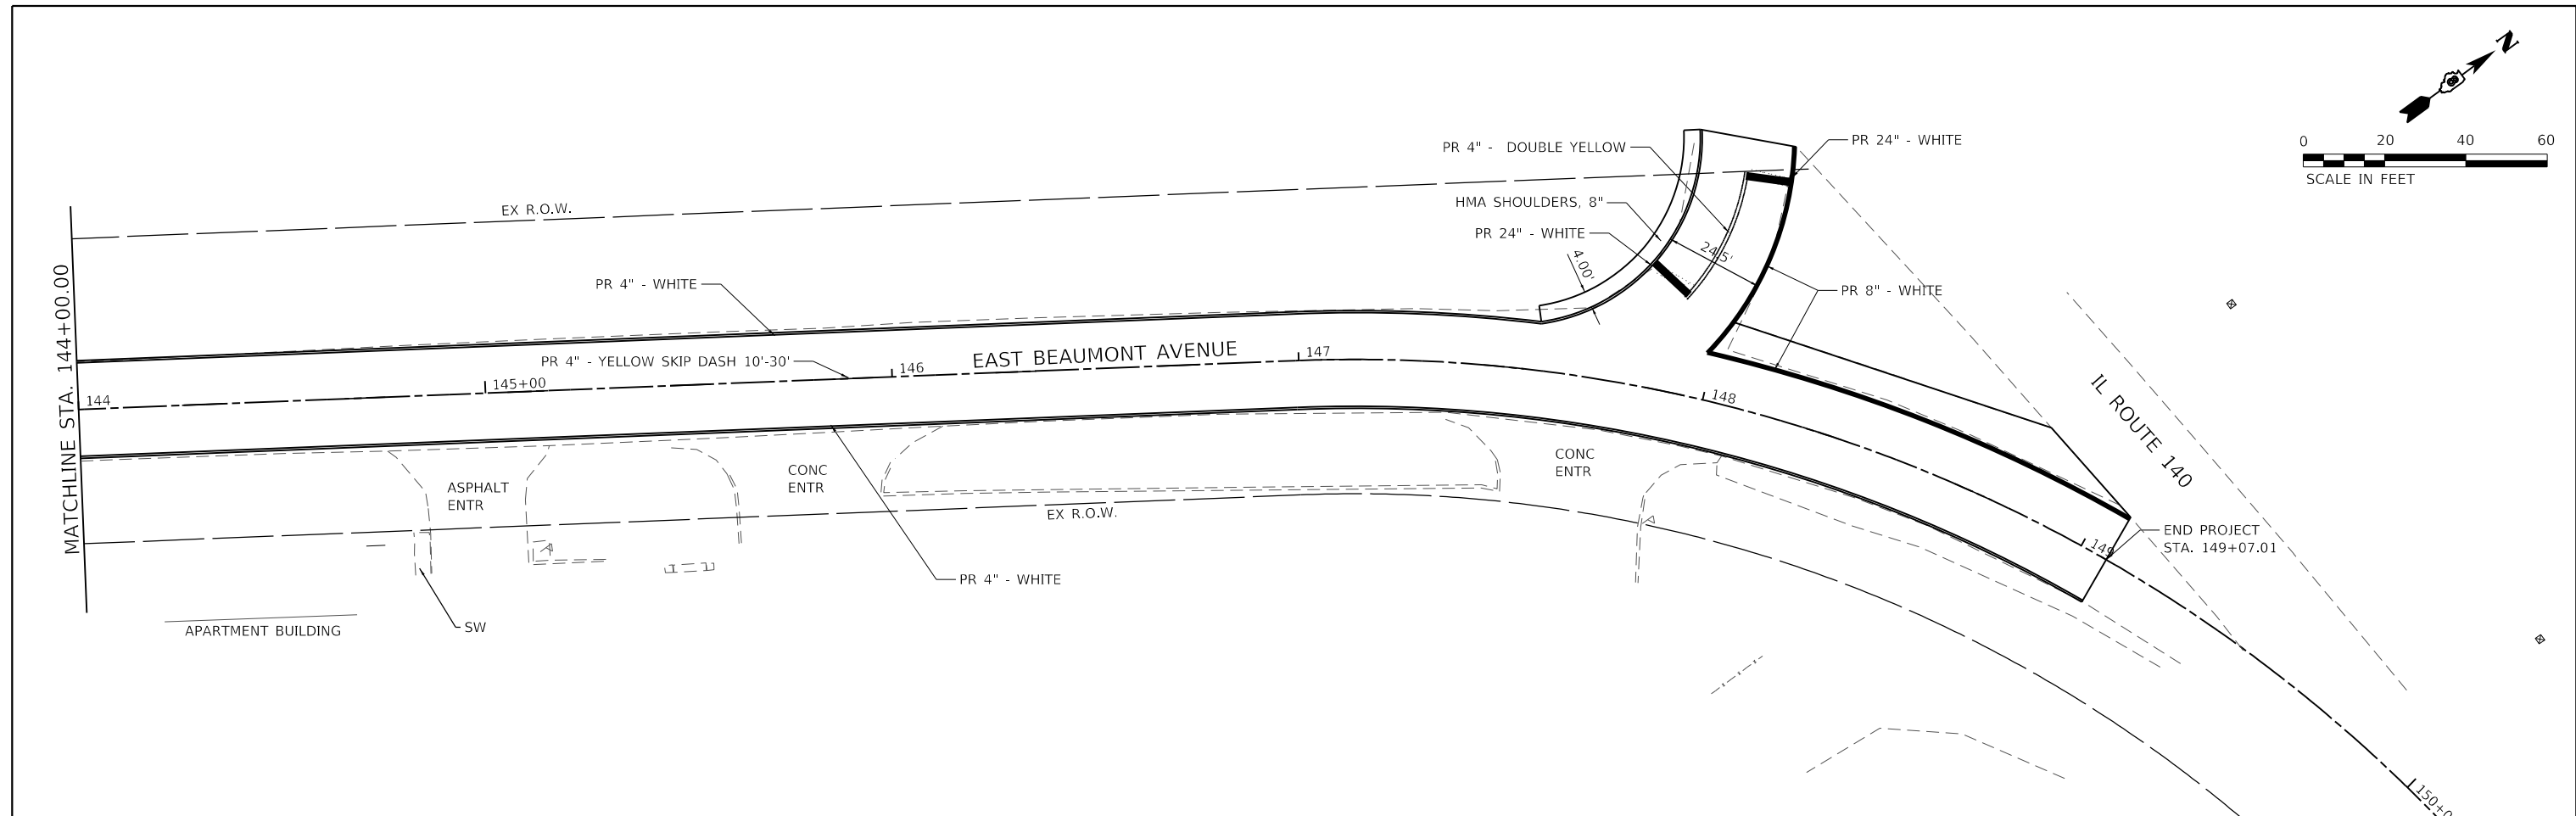 N
0 20 40 60
SCALE IN FEET
PR 24" - WHITE
PR 4" - DOUBLE YELLOW
HMA SHOULDERS, 8"
PR 24" - WHITE
4.00'
24.5'
PR 8" - WHITE
EX R.O.W.
PR 4" - WHITE
PR 4" - YELLOW SKIP DASH 10'-30'
EAST BEAUMONT AVENUE
MATCHLINE STA. 144+00.00
144
145+00
146
147
148
149
IL ROUTE 140
END PROJECT
STA. 149+07.01
ASPHALT
ENTR
CONC
ENTR
CONC
ENTR
EX R.O.W.
PR 4" - WHITE
SW
APARTMENT BUILDING